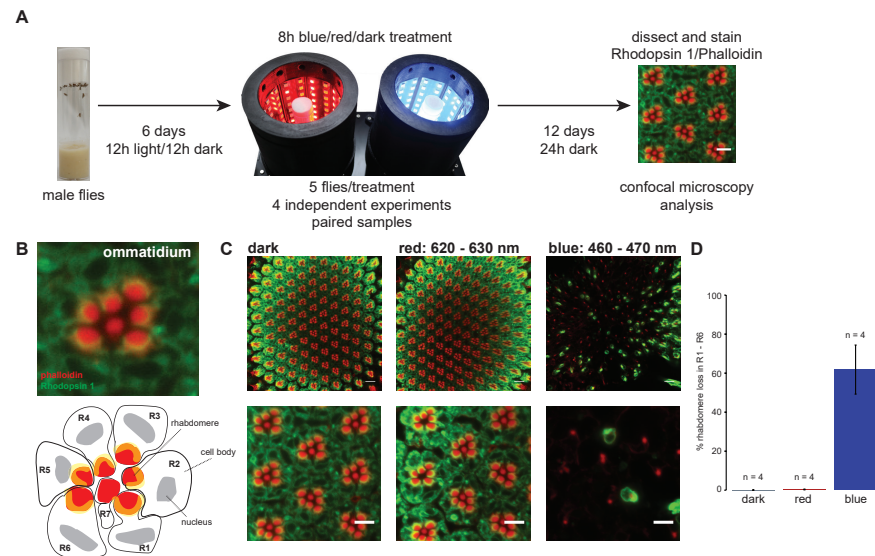 A
8h blue/red/dark treatment
dissect and stain
Rhodopsin 1/Phalloidin
6 days
12h light/12h dark
12 days
24h dark
male flies
5 flies/treatment
4 independent experiments
paired samples
confocal microscopy
analysis
B
ommatidium
phalloidin
Rhodopsin 1
R4
R3
rhabdomere
cell body
R5
R2
R7
nucleus
R6
R1
C
dark
red: 620 - 630 nm
blue: 460 - 470 nm
D
% rhabdomere loss in R1 - R6
100
80
60
40
20
0
n = 4
n = 4
n = 4
dark
red
blue